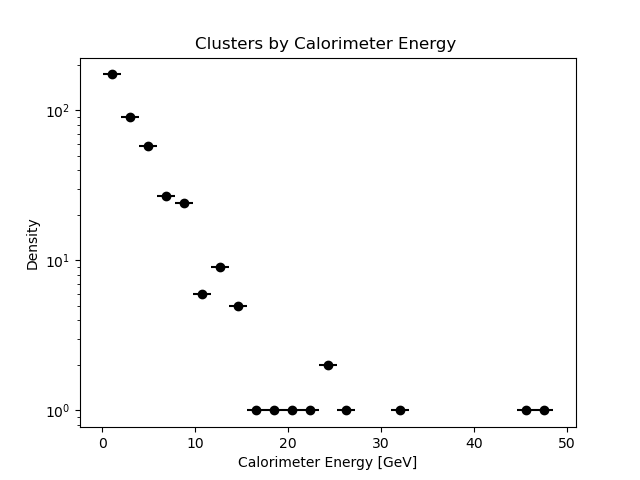 Clusters by Calorimeter Energy
Density
10²
10¹
10⁰
0 10 20 30 40 50
Calorimeter Energy [GeV]